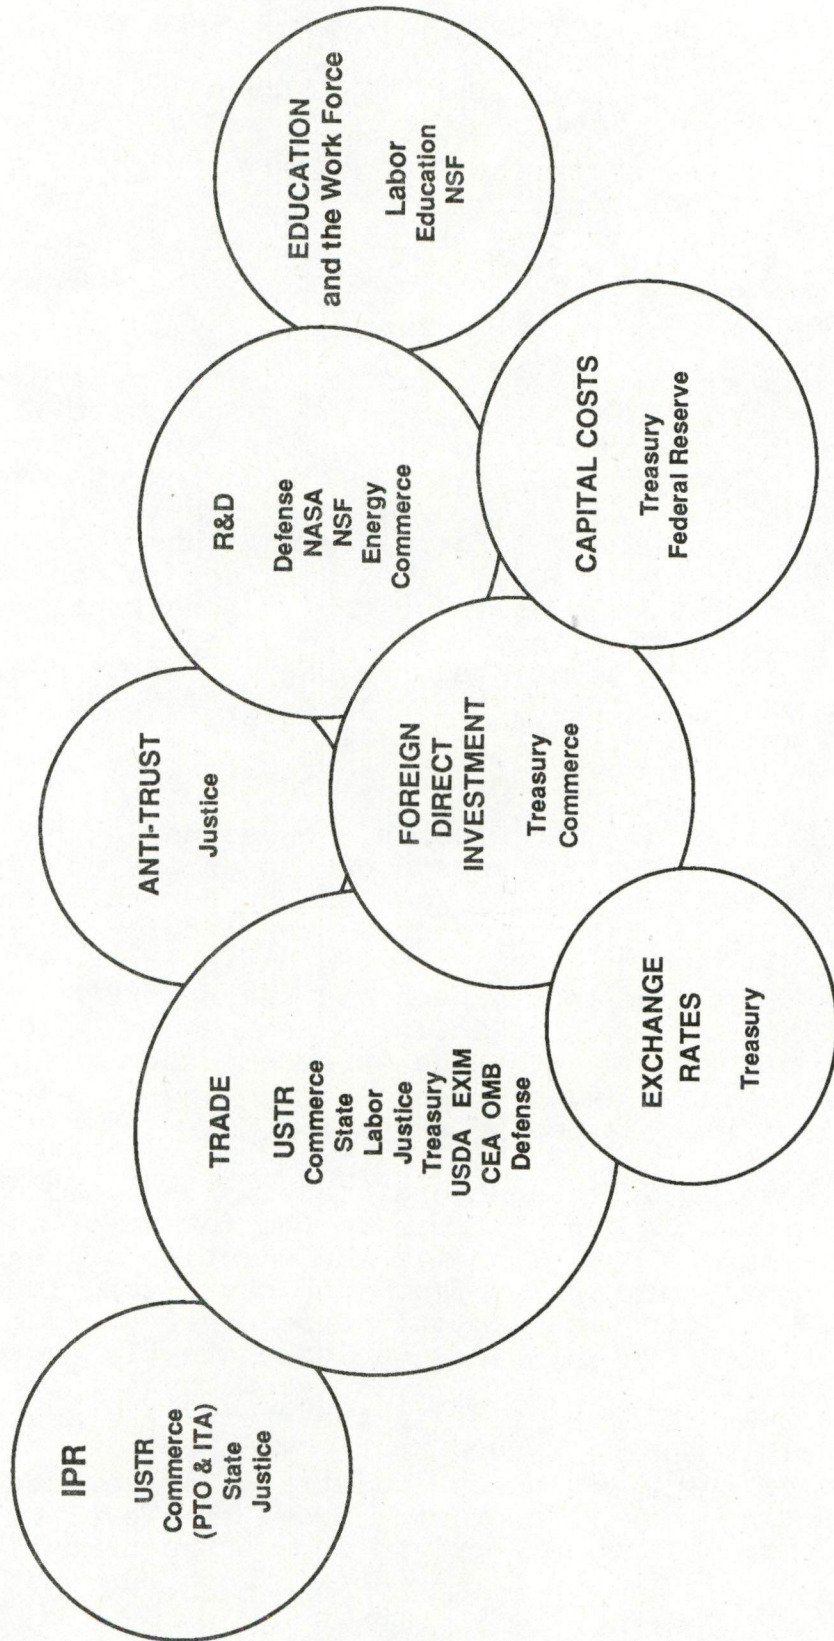 IPR
USTR
Commerce
(PTO & ITA)
State
Justice
TRADE
USTR
Commerce
State
Labor
Justice
Treasury
USDA EXIM
CEA OMB
Defense
ANTI-TRUST
Justice
R&D
Defense
NASA
NSF
Energy
Commerce
EDUCATION
and the Work Force
Labor
Education
NSF
EXCHANGE
RATES
Treasury
FOREIGN
DIRECT
INVESTMENT
Treasury
Commerce
CAPITAL COSTS
Treasury
Federal Reserve